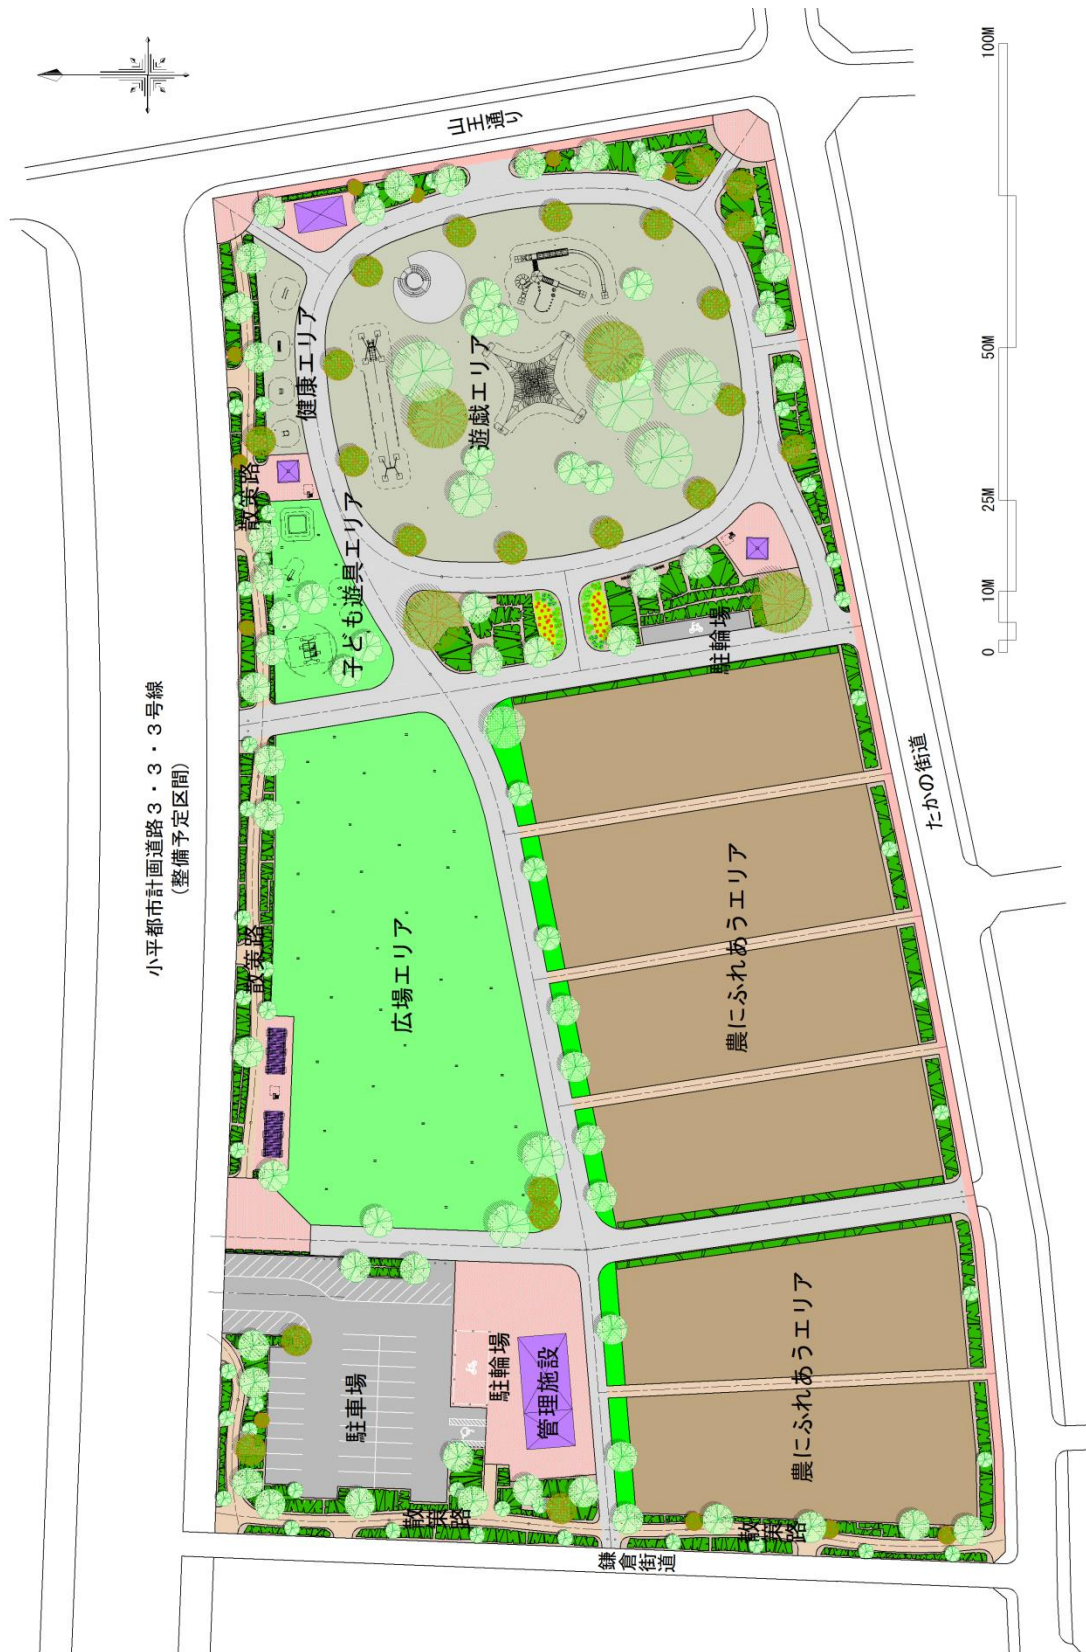 小平都市計画道路３・３・３号線
(整備予定区間)
山王通り
散策路
健康エリア
遊戯エリア
子ども遊具エリア
散策路
広場エリア
駐輪場
たかの街道
農にふれあうエリア
駐車場
駐輪場
管理施設
農にふれあうエリア
散策路
散策路
鎌倉
街道
0
10M
25M
50M
100M